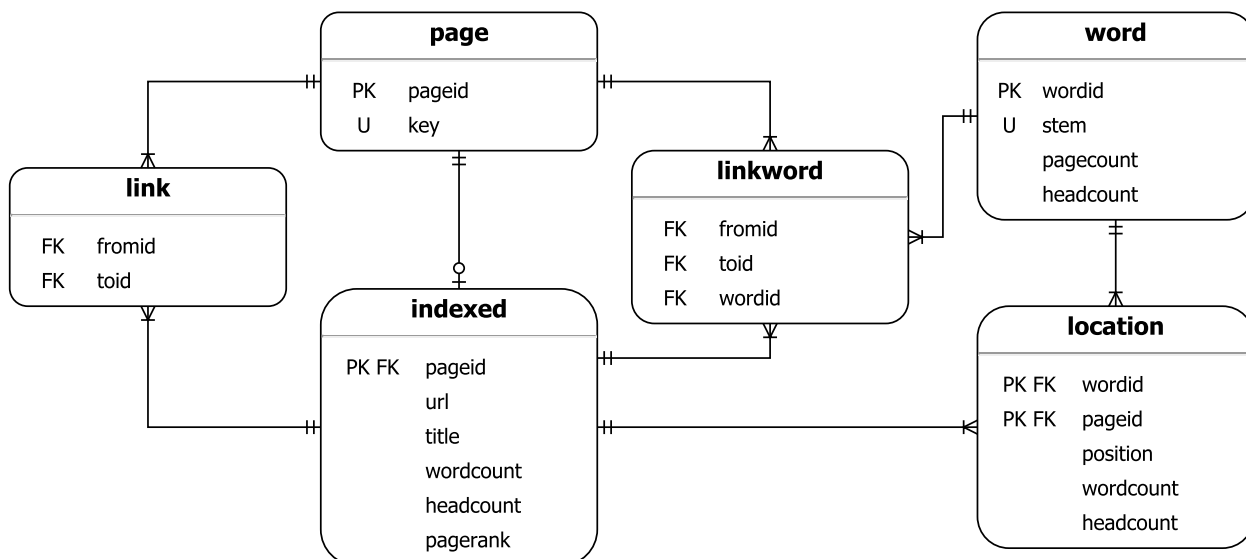 page
PK pageid
U key
word
PK wordid
U stem
pagecount
headcount
link
FK fromid
FK toid
linkword
FK fromid
FK toid
FK wordid
indexed
PK FK pageid
url
title
wordcount
headcount
pagerank
location
PK FK wordid
PK FK pageid
position
wordcount
headcount